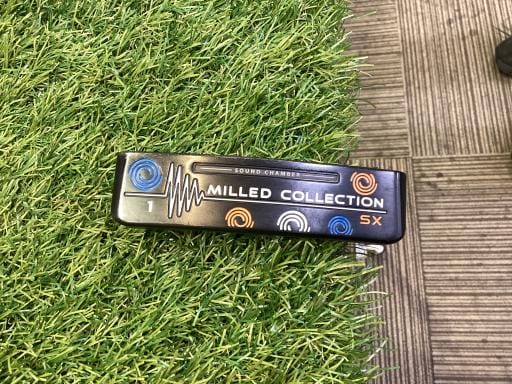 SOUND CHAMBER
1 MILLED COLLECTION
SX